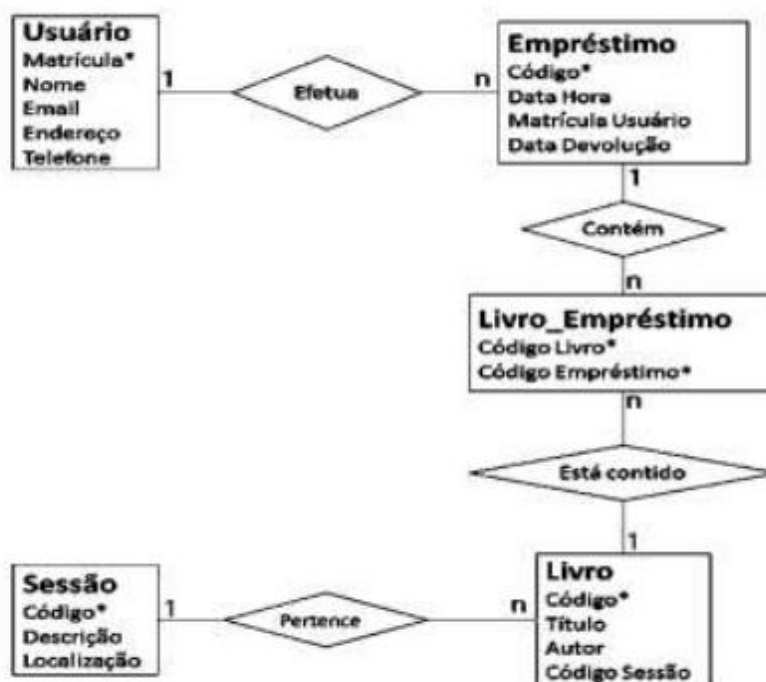 Usuário
Matrícula*
Nome
Email
Endereço
Telefone
1
Efetua
n
Empréstimo
Código*
Data Hora
Matrícula Usuário
Data Devolução
1
Contém
n
Livro_Empréstimo
Código Livro*
Código Empréstimo*
n
Está contido
1
Sessão
Código*
Descrição
Localização
1
Pertence
n
Livro
Código*
Título
Autor
Código Sessão